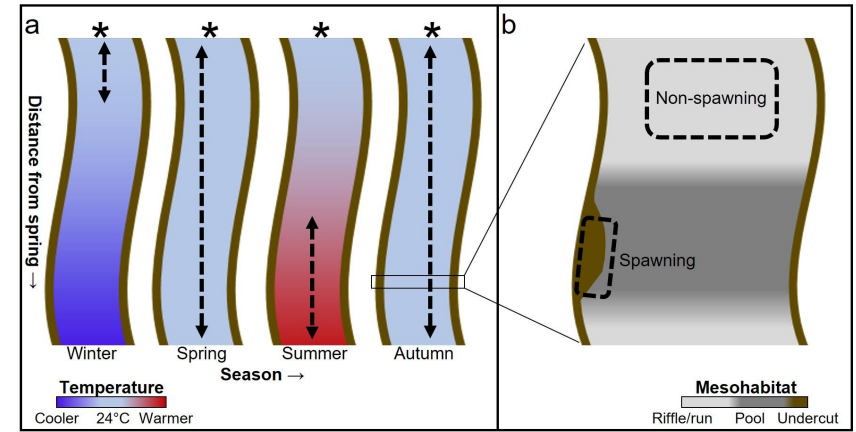 a
* * * *
Distance from spring →
Winter Spring Summer Autumn
Season →
Temperature
Cooler 24°C Warmer
b
Non-spawning
Spawning
Mesohabitat
Riffle/run Pool Undercut